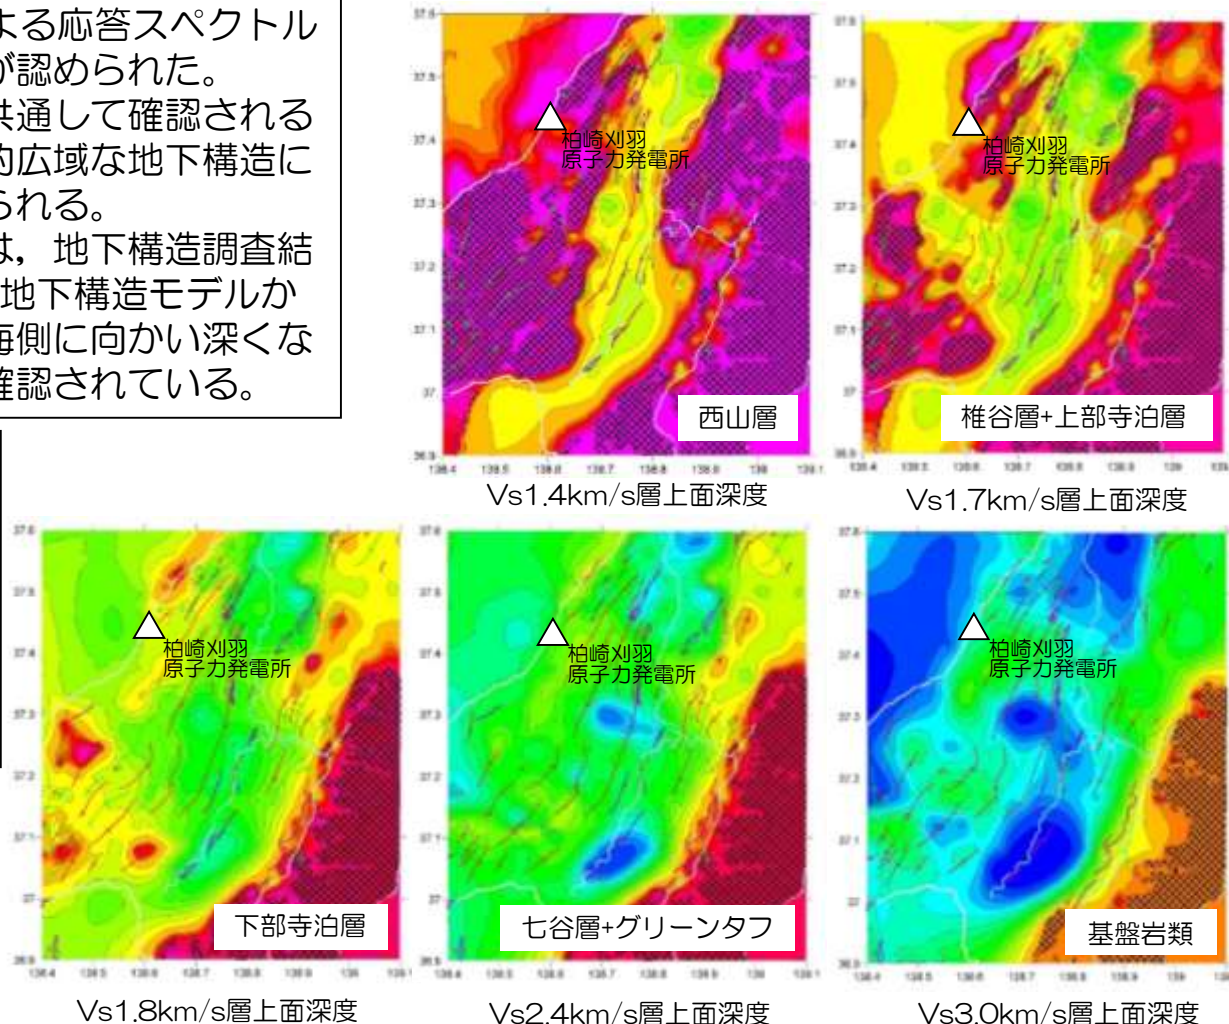 よる応答スペクトル
が認められた。
共通して確認される
的広域な地下構造に
られる。
は，地下構造調査結
地下構造モデルか
海側に向かい深くな
確認されている。
柏崎刈羽
原子力発電所
西山層
Vs1.4km/s層上面深度
柏崎刈羽
原子力発電所
椎谷層+上部寺泊層
Vs1.7km/s層上面深度
柏崎刈羽
原子力発電所
下部寺泊層
Vs1.8km/s層上面深度
柏崎刈羽
原子力発電所
七谷層+グリーンタフ
Vs2.4km/s層上面深度
柏崎刈羽
原子力発電所
基盤岩類
Vs3.0km/s層上面深度